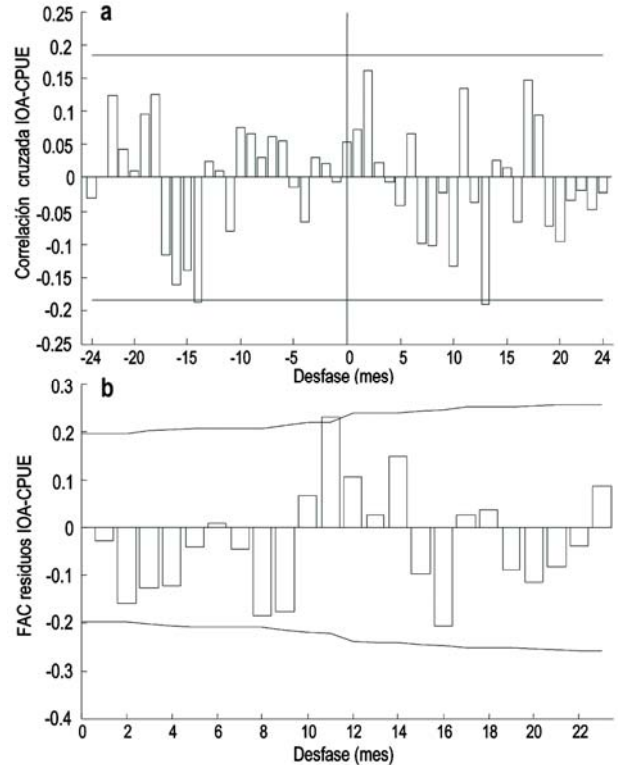 a
Correlación cruzada IOA-CPUE
0.25
0.2
0.15
0.10
0.05
0
-0.05
-0.1
-0.15
-0.2
0.25
-24 -20 -15 -10 -5 0 5 10 15 20 24
Desfase (mes)
b
FAC residuos IOA-CPUE
0.3
0.2
0.1
0
-0.1
-0.2
-0.3
-0.4
0 2 4 6 8 10 12 14 16 18 20 22
Desfase (mes)